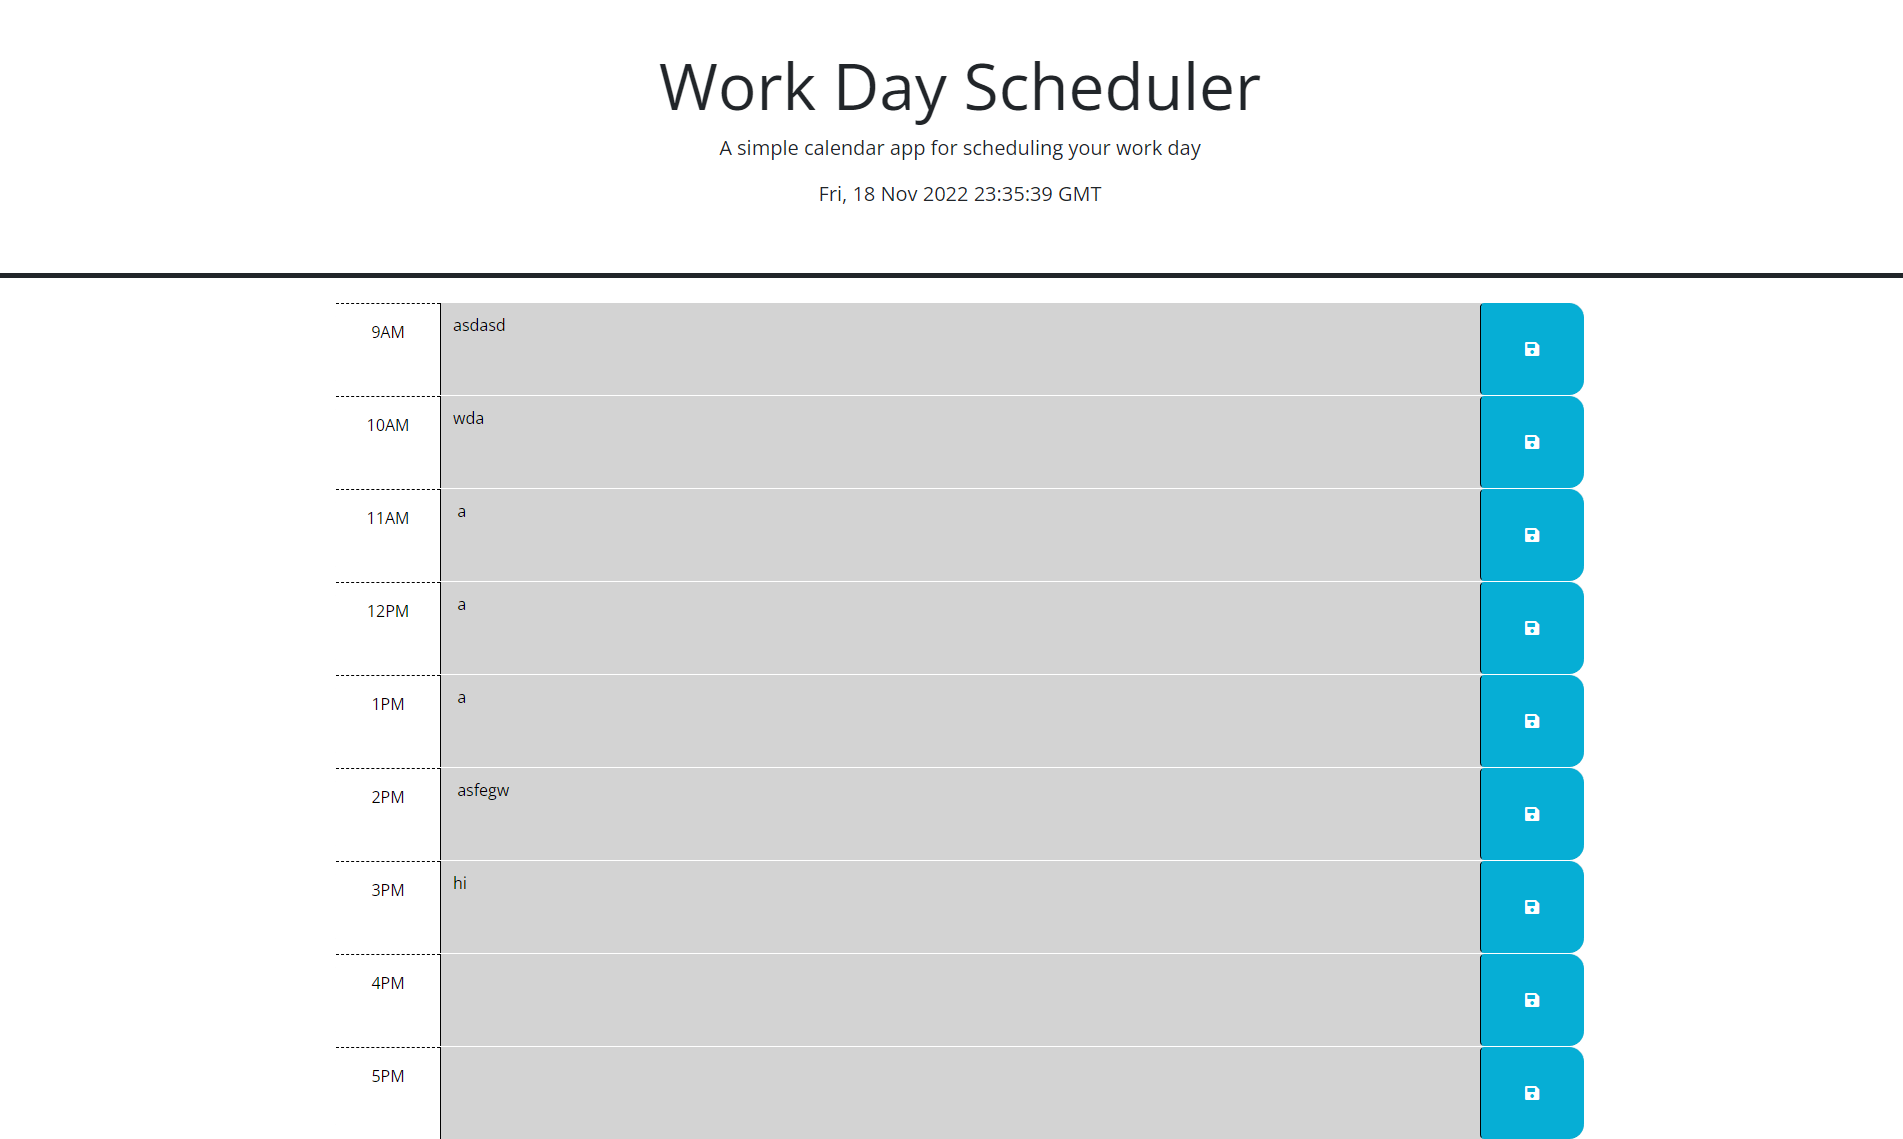 Work Day Scheduler
A simple calendar app for scheduling your work day
Fri, 18 Nov 2022 23:35:39 GMT
9AM asdasd
10AM wda
11AM a
12PM a
1PM a
2PM asfegw
3PM hi
4PM
5PM